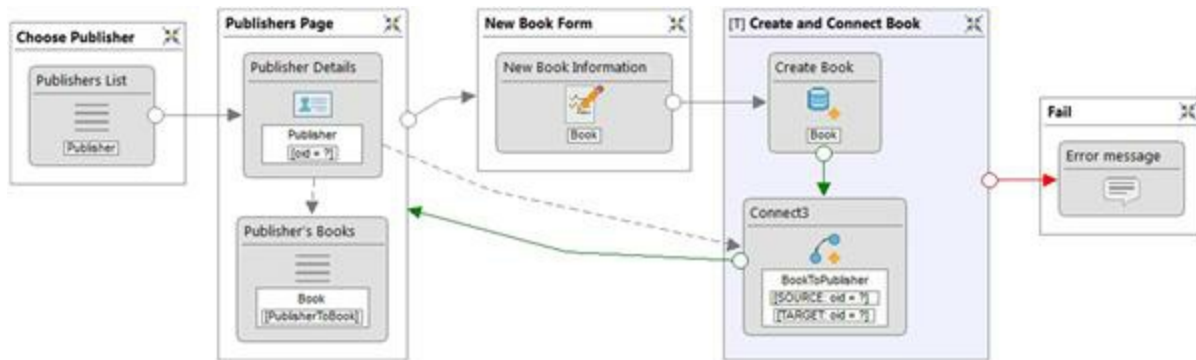 Choose Publisher
Publishers List
Publisher
Publishers Page
Publisher Details
Publisher
[oid = ?]
Publisher's Books
Book
[PublisherToBook]
New Book Form
New Book Information
Book
[T] Create and Connect Book
Create Book
Book
Connect3
BookToPublisher
[SOURCE: oid = ?]
[TARGET: oid = ?]
Fail
Error message